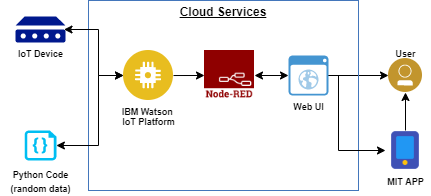 Cloud Services
IoT Device
IBM Watson
IoT Platform
Node-RED
Web UI
User
Python Code
(random data)
MIT APP